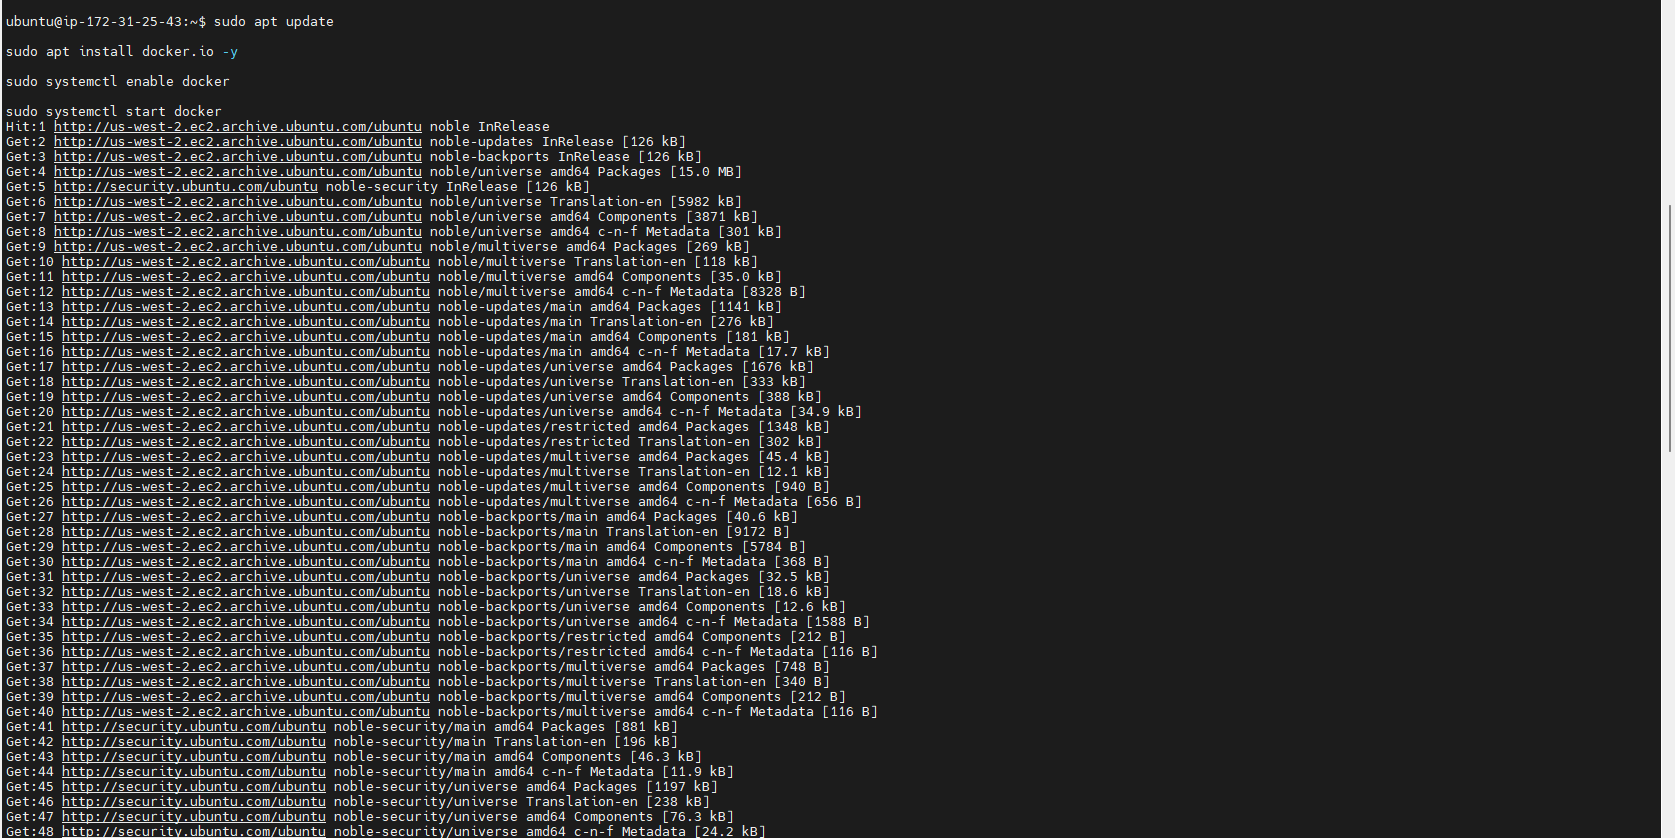 ubuntu@ip-172-31-25-43:~$ sudo apt update
sudo apt install docker.io -y
sudo systemctl enable docker
sudo systemctl start docker
Hit:1 http://us-west-2.ec2.archive.ubuntu.com/ubuntu noble InRelease
Get:2 http://us-west-2.ec2.archive.ubuntu.com/ubuntu noble-updates InRelease [126 kB]
Get:3 http://us-west-2.ec2.archive.ubuntu.com/ubuntu noble-backports InRelease [126 kB]
Get:4 http://us-west-2.ec2.archive.ubuntu.com/ubuntu noble/universe amd64 Packages [15.0 MB]
Get:5 http://security.ubuntu.com/ubuntu noble-security InRelease [126 kB]
Get:6 http://us-west-2.ec2.archive.ubuntu.com/ubuntu noble/universe Translation-en [5982 kB]
Get:7 http://us-west-2.ec2.archive.ubuntu.com/ubuntu noble/universe amd64 Components [3871 kB]
Get:8 http://us-west-2.ec2.archive.ubuntu.com/ubuntu noble/universe amd64 c-n-f Metadata [301 kB]
Get:9 http://us-west-2.ec2.archive.ubuntu.com/ubuntu noble/multiverse amd64 Packages [269 kB]
Get:10 http://us-west-2.ec2.archive.ubuntu.com/ubuntu noble/multiverse Translation-en [118 kB]
Get:11 http://us-west-2.ec2.archive.ubuntu.com/ubuntu noble/multiverse amd64 Components [35.0 kB]
Get:12 http://us-west-2.ec2.archive.ubuntu.com/ubuntu noble/multiverse amd64 c-n-f Metadata [8328 B]
Get:13 http://us-west-2.ec2.archive.ubuntu.com/ubuntu noble-updates/main amd64 Packages [1141 kB]
Get:14 http://us-west-2.ec2.archive.ubuntu.com/ubuntu noble-updates/main Translation-en [276 kB]
Get:15 http://us-west-2.ec2.archive.ubuntu.com/ubuntu noble-updates/main amd64 Components [181 kB]
Get:16 http://us-west-2.ec2.archive.ubuntu.com/ubuntu noble-updates/main amd64 c-n-f Metadata [17.7 kB]
Get:17 http://us-west-2.ec2.archive.ubuntu.com/ubuntu noble-updates/universe amd64 Packages [1676 kB]
Get:18 http://us-west-2.ec2.archive.ubuntu.com/ubuntu noble-updates/universe Translation-en [333 kB]
Get:19 http://us-west-2.ec2.archive.ubuntu.com/ubuntu noble-updates/universe amd64 Components [388 kB]
Get:20 http://us-west-2.ec2.archive.ubuntu.com/ubuntu noble-updates/universe amd64 c-n-f Metadata [34.9 kB]
Get:21 http://us-west-2.ec2.archive.ubuntu.com/ubuntu noble-updates/restricted amd64 Packages [1348 kB]
Get:22 http://us-west-2.ec2.archive.ubuntu.com/ubuntu noble-updates/restricted Translation-en [302 kB]
Get:23 http://us-west-2.ec2.archive.ubuntu.com/ubuntu noble-updates/multiverse amd64 Packages [45.4 kB]
Get:24 http://us-west-2.ec2.archive.ubuntu.com/ubuntu noble-updates/multiverse Translation-en [12.1 kB]
Get:25 http://us-west-2.ec2.archive.ubuntu.com/ubuntu noble-updates/multiverse amd64 Components [940 B]
Get:26 http://us-west-2.ec2.archive.ubuntu.com/ubuntu noble-updates/multiverse amd64 c-n-f Metadata [656 B]
Get:27 http://us-west-2.ec2.archive.ubuntu.com/ubuntu noble-backports/main amd64 Packages [40.6 kB]
Get:28 http://us-west-2.ec2.archive.ubuntu.com/ubuntu noble-backports/main Translation-en [9172 B]
Get:29 http://us-west-2.ec2.archive.ubuntu.com/ubuntu noble-backports/main amd64 Components [5784 B]
Get:30 http://us-west-2.ec2.archive.ubuntu.com/ubuntu noble-backports/main amd64 c-n-f Metadata [368 B]
Get:31 http://us-west-2.ec2.archive.ubuntu.com/ubuntu noble-backports/universe amd64 Packages [32.5 kB]
Get:32 http://us-west-2.ec2.archive.ubuntu.com/ubuntu noble-backports/universe Translation-en [18.6 kB]
Get:33 http://us-west-2.ec2.archive.ubuntu.com/ubuntu noble-backports/universe amd64 Components [12.6 kB]
Get:34 http://us-west-2.ec2.archive.ubuntu.com/ubuntu noble-backports/universe amd64 c-n-f Metadata [1588 B]
Get:35 http://us-west-2.ec2.archive.ubuntu.com/ubuntu noble-backports/restricted amd64 Components [212 B]
Get:36 http://us-west-2.ec2.archive.ubuntu.com/ubuntu noble-backports/restricted amd64 c-n-f Metadata [116 B]
Get:37 http://us-west-2.ec2.archive.ubuntu.com/ubuntu noble-backports/multiverse amd64 Packages [748 B]
Get:38 http://us-west-2.ec2.archive.ubuntu.com/ubuntu noble-backports/multiverse Translation-en [340 B]
Get:39 http://us-west-2.ec2.archive.ubuntu.com/ubuntu noble-backports/multiverse amd64 Components [212 B]
Get:40 http://us-west-2.ec2.archive.ubuntu.com/ubuntu noble-backports/multiverse amd64 c-n-f Metadata [116 B]
Get:41 http://security.ubuntu.com/ubuntu noble-security/main amd64 Packages [881 kB]
Get:42 http://security.ubuntu.com/ubuntu noble-security/main Translation-en [196 kB]
Get:43 http://security.ubuntu.com/ubuntu noble-security/main amd64 Components [46.3 kB]
Get:44 http://security.ubuntu.com/ubuntu noble-security/main amd64 c-n-f Metadata [11.9 kB]
Get:45 http://security.ubuntu.com/ubuntu noble-security/universe amd64 Packages [1197 kB]
Get:46 http://security.ubuntu.com/ubuntu noble-security/universe Translation-en [238 kB]
Get:47 http://security.ubuntu.com/ubuntu noble-security/universe amd64 Components [76.3 kB]
Get:48 http://security.ubuntu.com/ubuntu noble-security/universe amd64 c-n-f Metadata [24.2 kB]